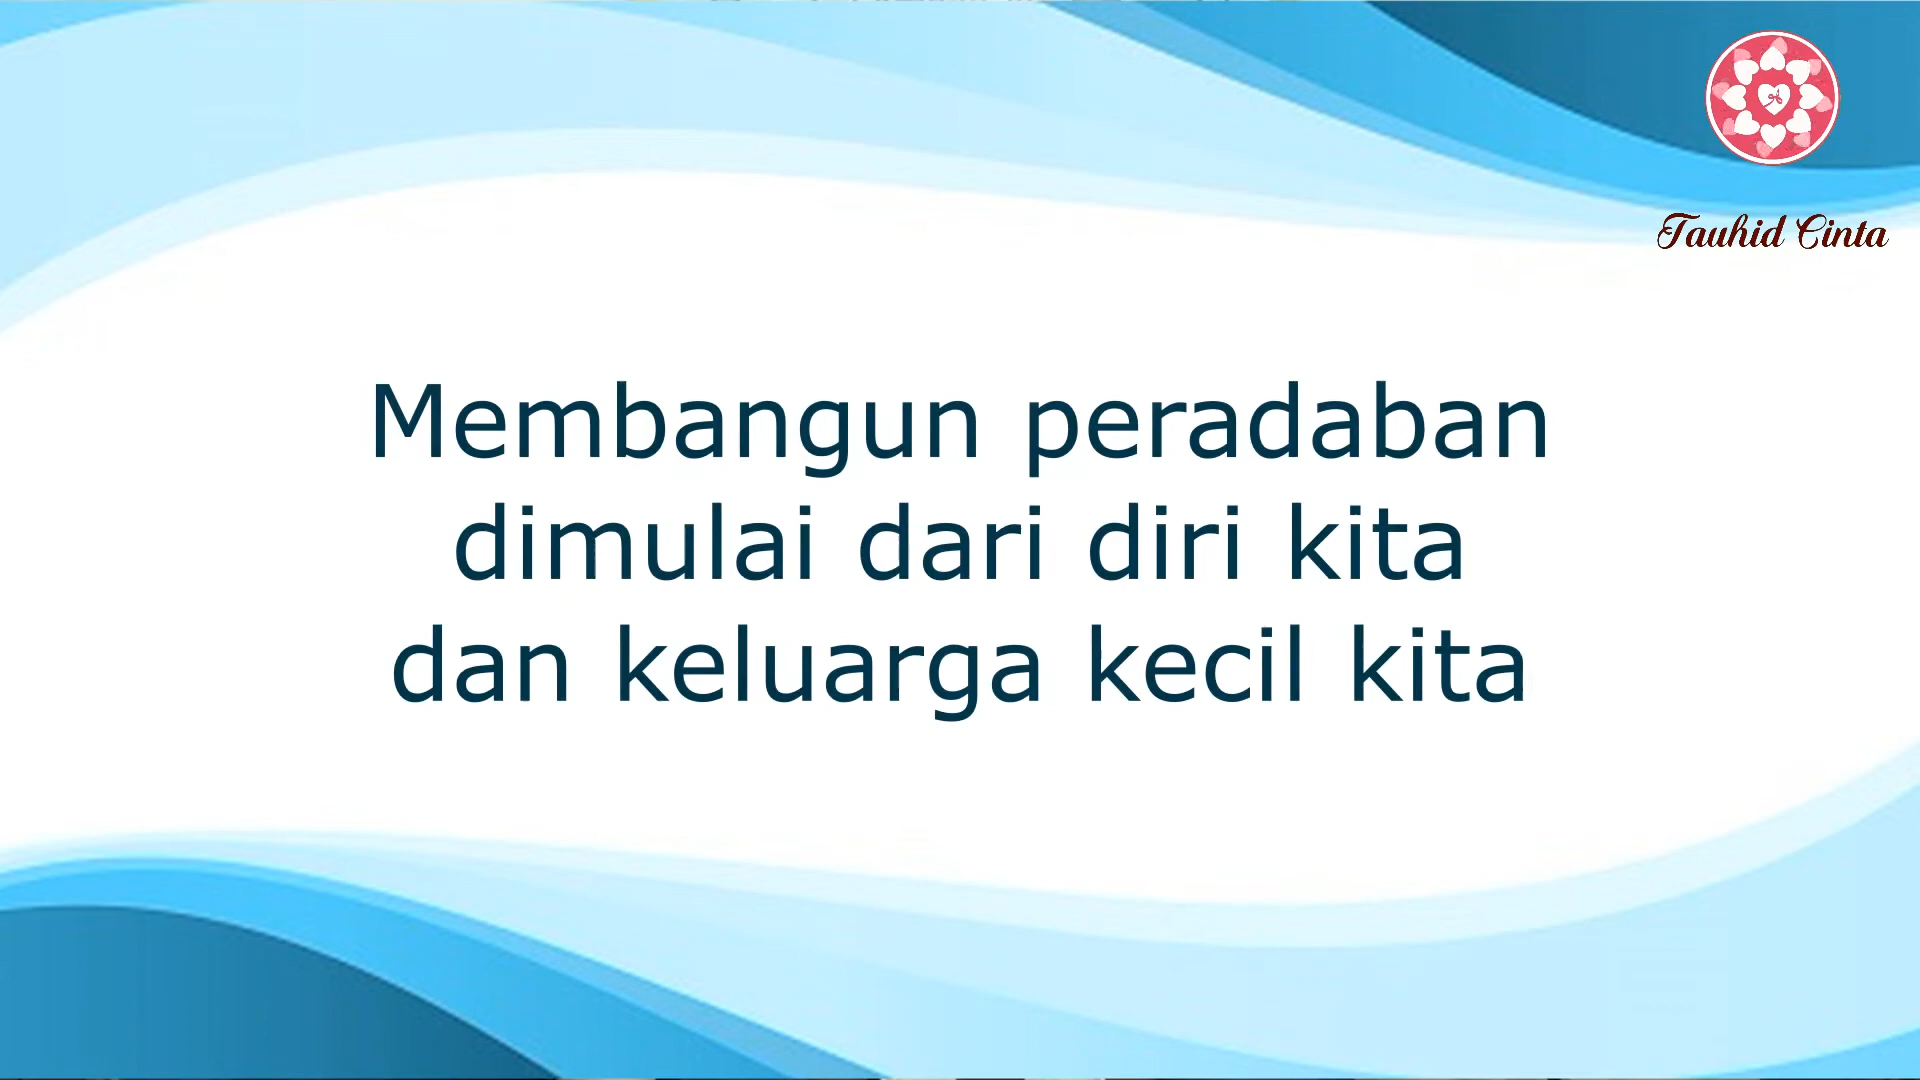 Tauhid Cinta
Membangun peradaban
dimulai dari diri kita
dan keluarga kecil kita